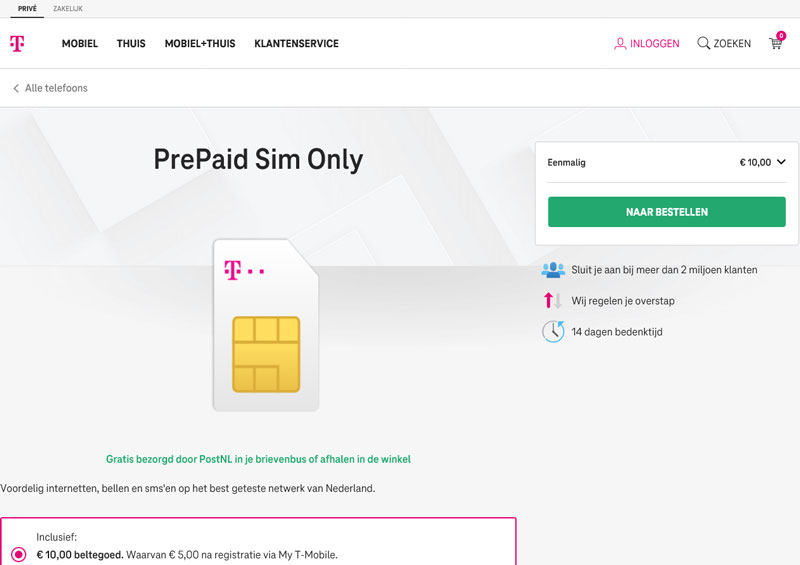 PRIVÉ ZAKELIJK
T MOBIEL THUIS MOBIEL+THUIS KLANTENSERVICE INLOGGEN ZOEKEN 0
Alle telefoons
PrePaid Sim Only
Eenmalig € 10,00
NAAR BESTELLEN
T
Sluit je aan bij meer dan 2 miljoen klanten
Wij regelen je overstap
14 dagen bedenktijd
Gratis bezorgd door PostNL in je brievenbus of afhalen in de winkel
Voordelig internetten, bellen en sms'en op het best geteste netwerk van Nederland.
Inclusief:
€ 10,00 beltegoed. Waarvan € 5,00 na registratie via My T-Mobile.